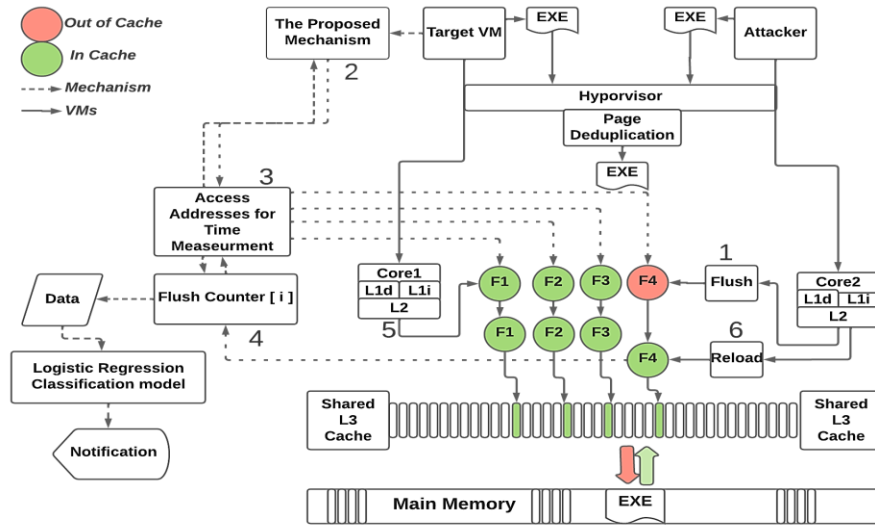 Out of Cache
In Cache
Mechanism
VMs
The Proposed
Mechanism
Target VM
EXE
EXE
Attacker
2
Hyporvisor
Page
Deduplication
EXE
3
Access
Addresses for
Time
Measeurment
Data
Flush Counter [ i ]
4
Core1
L1d
L1i
L2
5
F1
F2
F3
F4
1
Flush
Core2
L1d
L1i
L2
F1
F2
F3
F4
6
Reload
Logistic Regression
Classification model
Notification
Shared
L3
Cache
Shared
L3
Cache
Main Memory
EXE